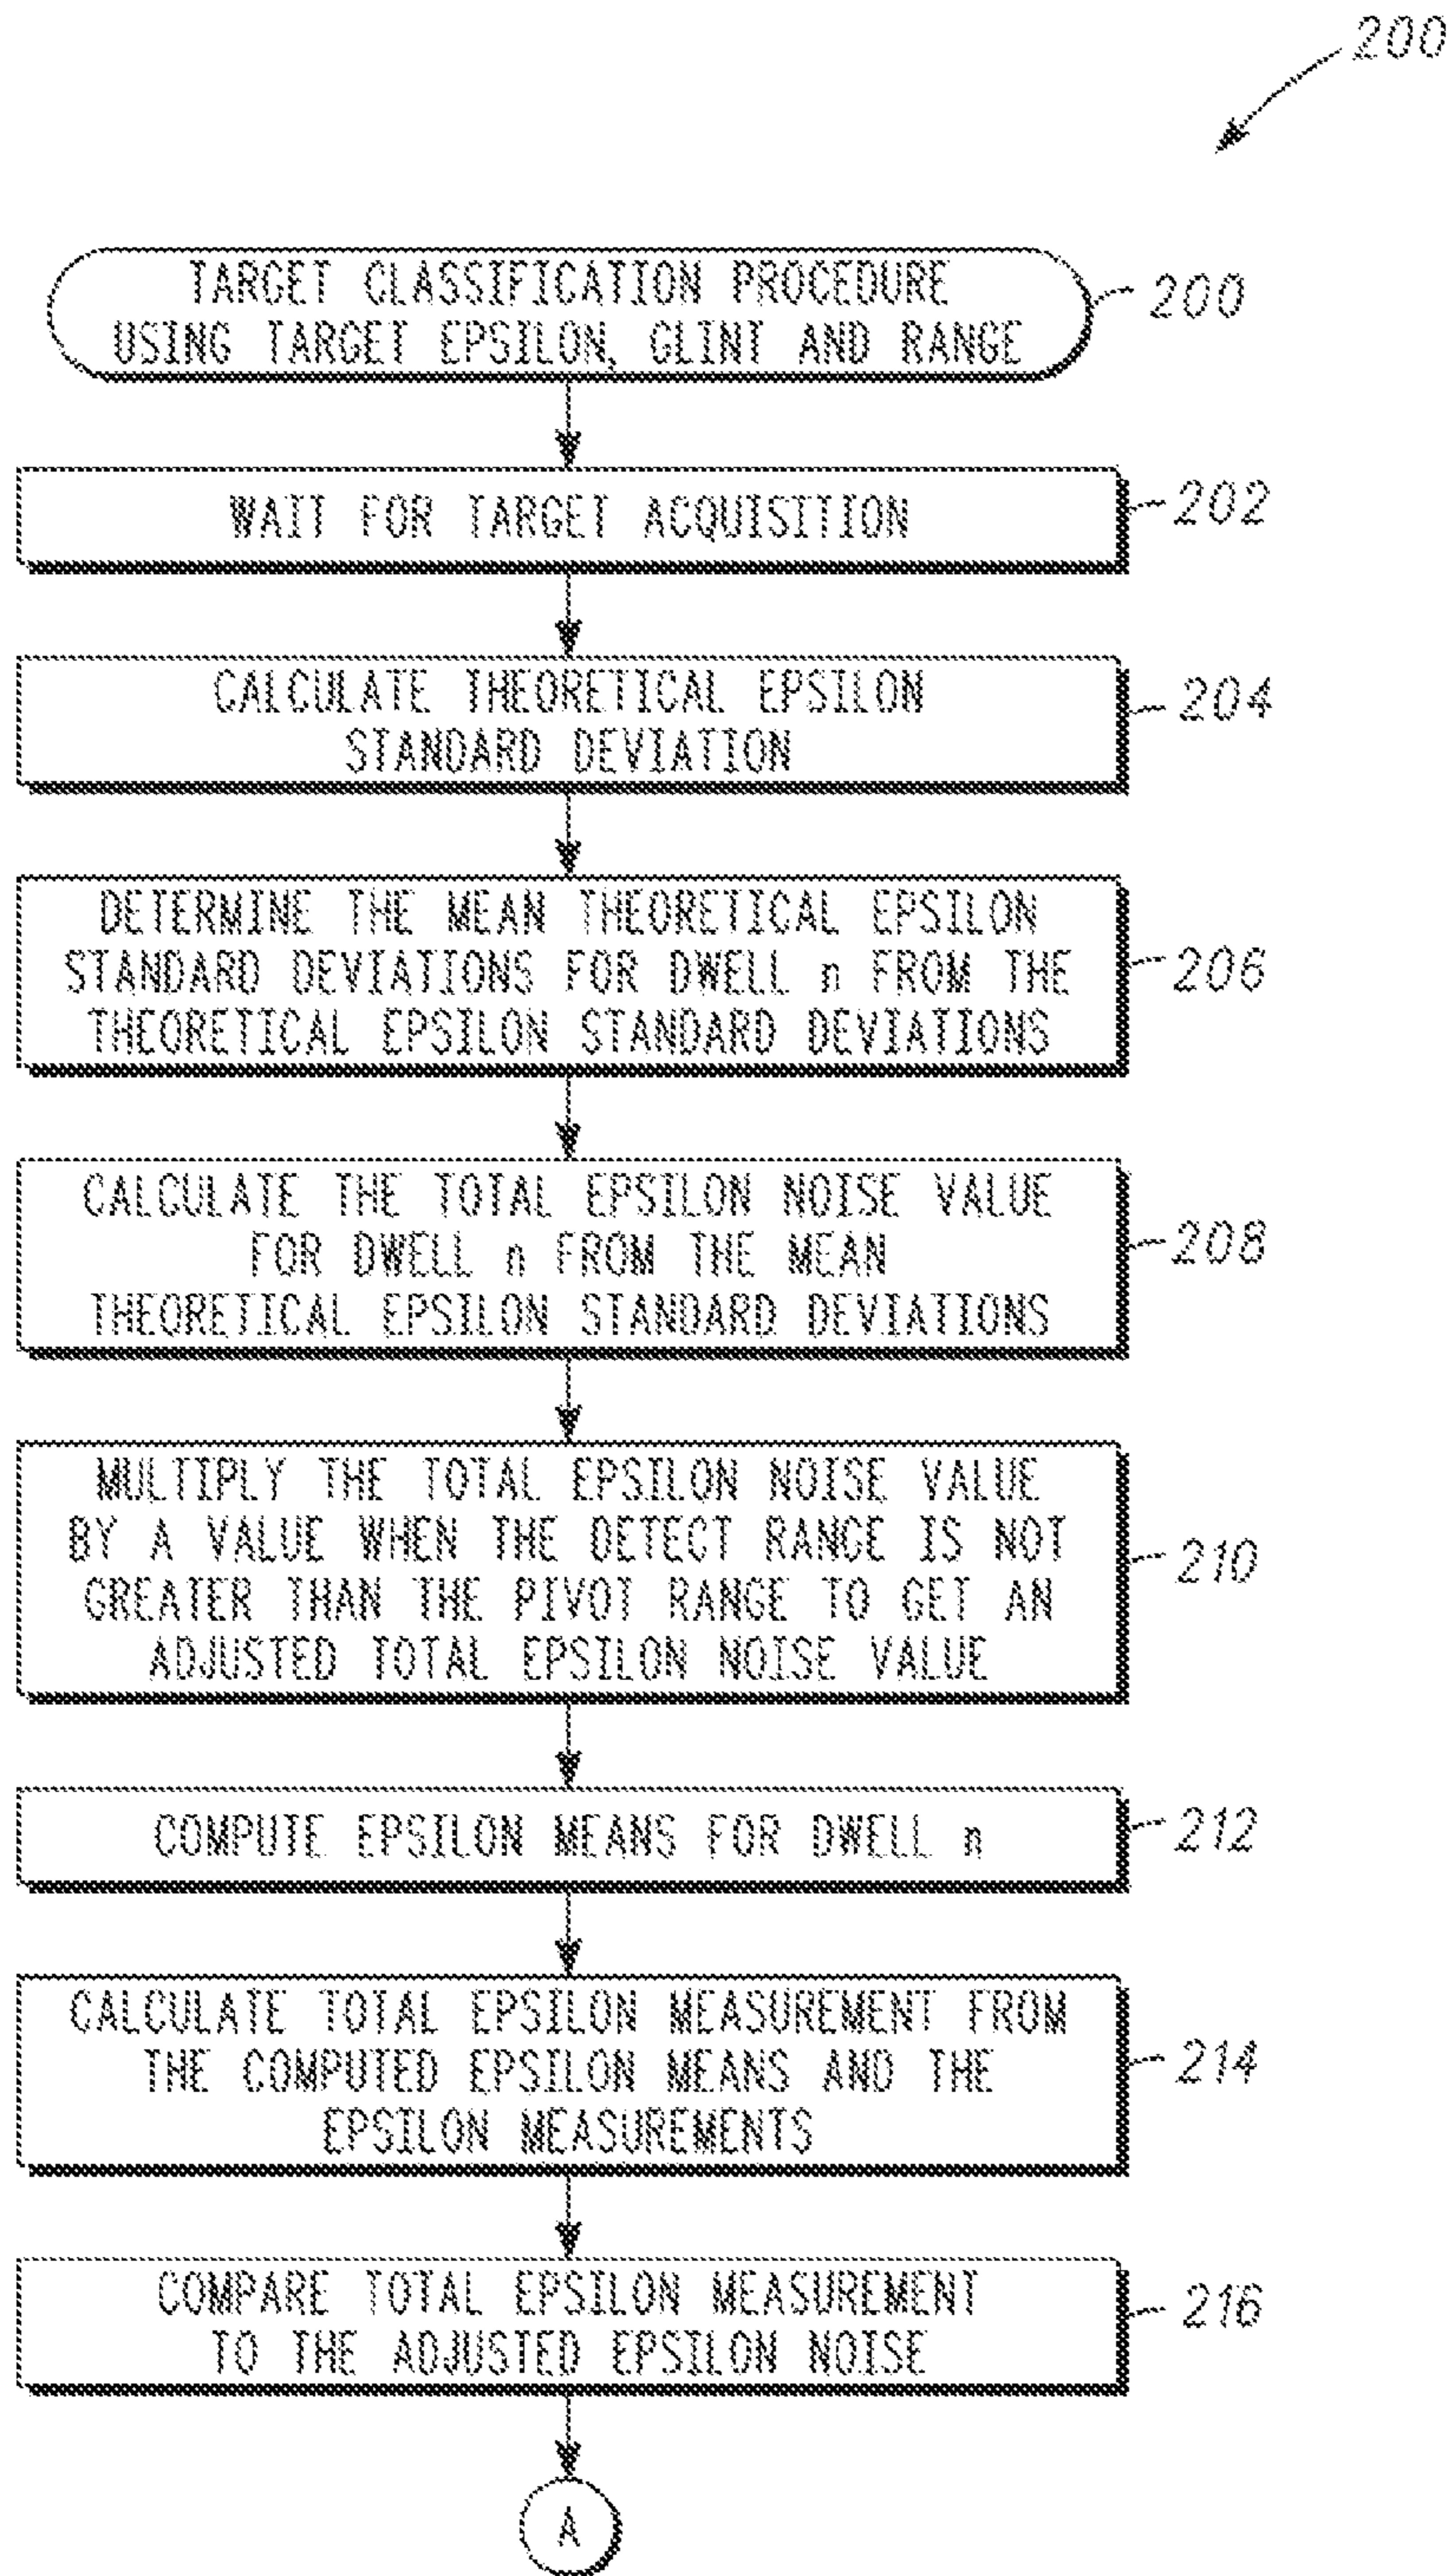 200
TARGET CLASSIFICATION PROCEDURE
USING TARGET EPSILON, GLINT AND RANGE
200
WAIT FOR TARGET ACQUISITION
202
CALCULATE THEORETICAL EPSILON
STANDARD DEVIATION
204
DETERMINE THE MEAN THEORETICAL EPSILON
STANDARD DEVIATIONS FOR DWELL n FROM THE
THEORETICAL EPSILON STANDARD DEVIATIONS
206
CALCULATE THE TOTAL EPSILON NOISE VALUE
FOR DWELL n FROM THE MEAN
THEORETICAL EPSILON STANDARD DEVIATIONS
208
MULTIPLY THE TOTAL EPSILON NOISE VALUE
BY A VALUE WHEN THE DETECT RANGE IS NOT
GREATER THAN THE PIVOT RANGE TO GET AN
ADJUSTED TOTAL EPSILON NOISE VALUE
210
COMPUTE EPSILON MEANS FOR DWELL n
212
CALCULATE TOTAL EPSILON MEASUREMENT FROM
THE COMPUTED EPSILON MEANS AND THE
EPSILON MEASUREMENTS
214
COMPARE TOTAL EPSILON MEASUREMENT
TO THE ADJUSTED EPSILON NOISE
216
A